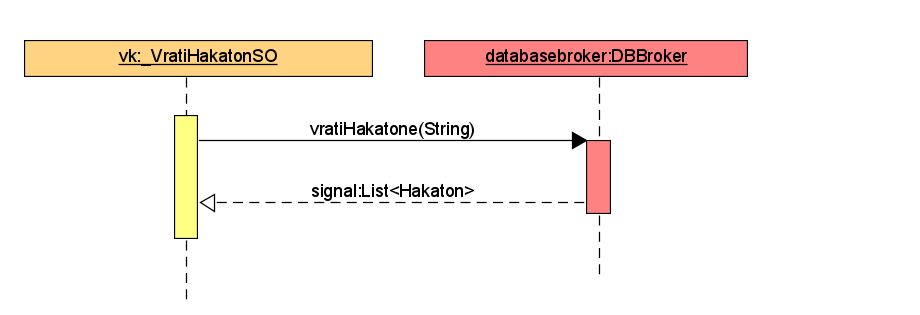 vk:_VratiHakatonSO
databasebroker:DBBroker
vratiHakatone(String)
signal:List<Hakaton>